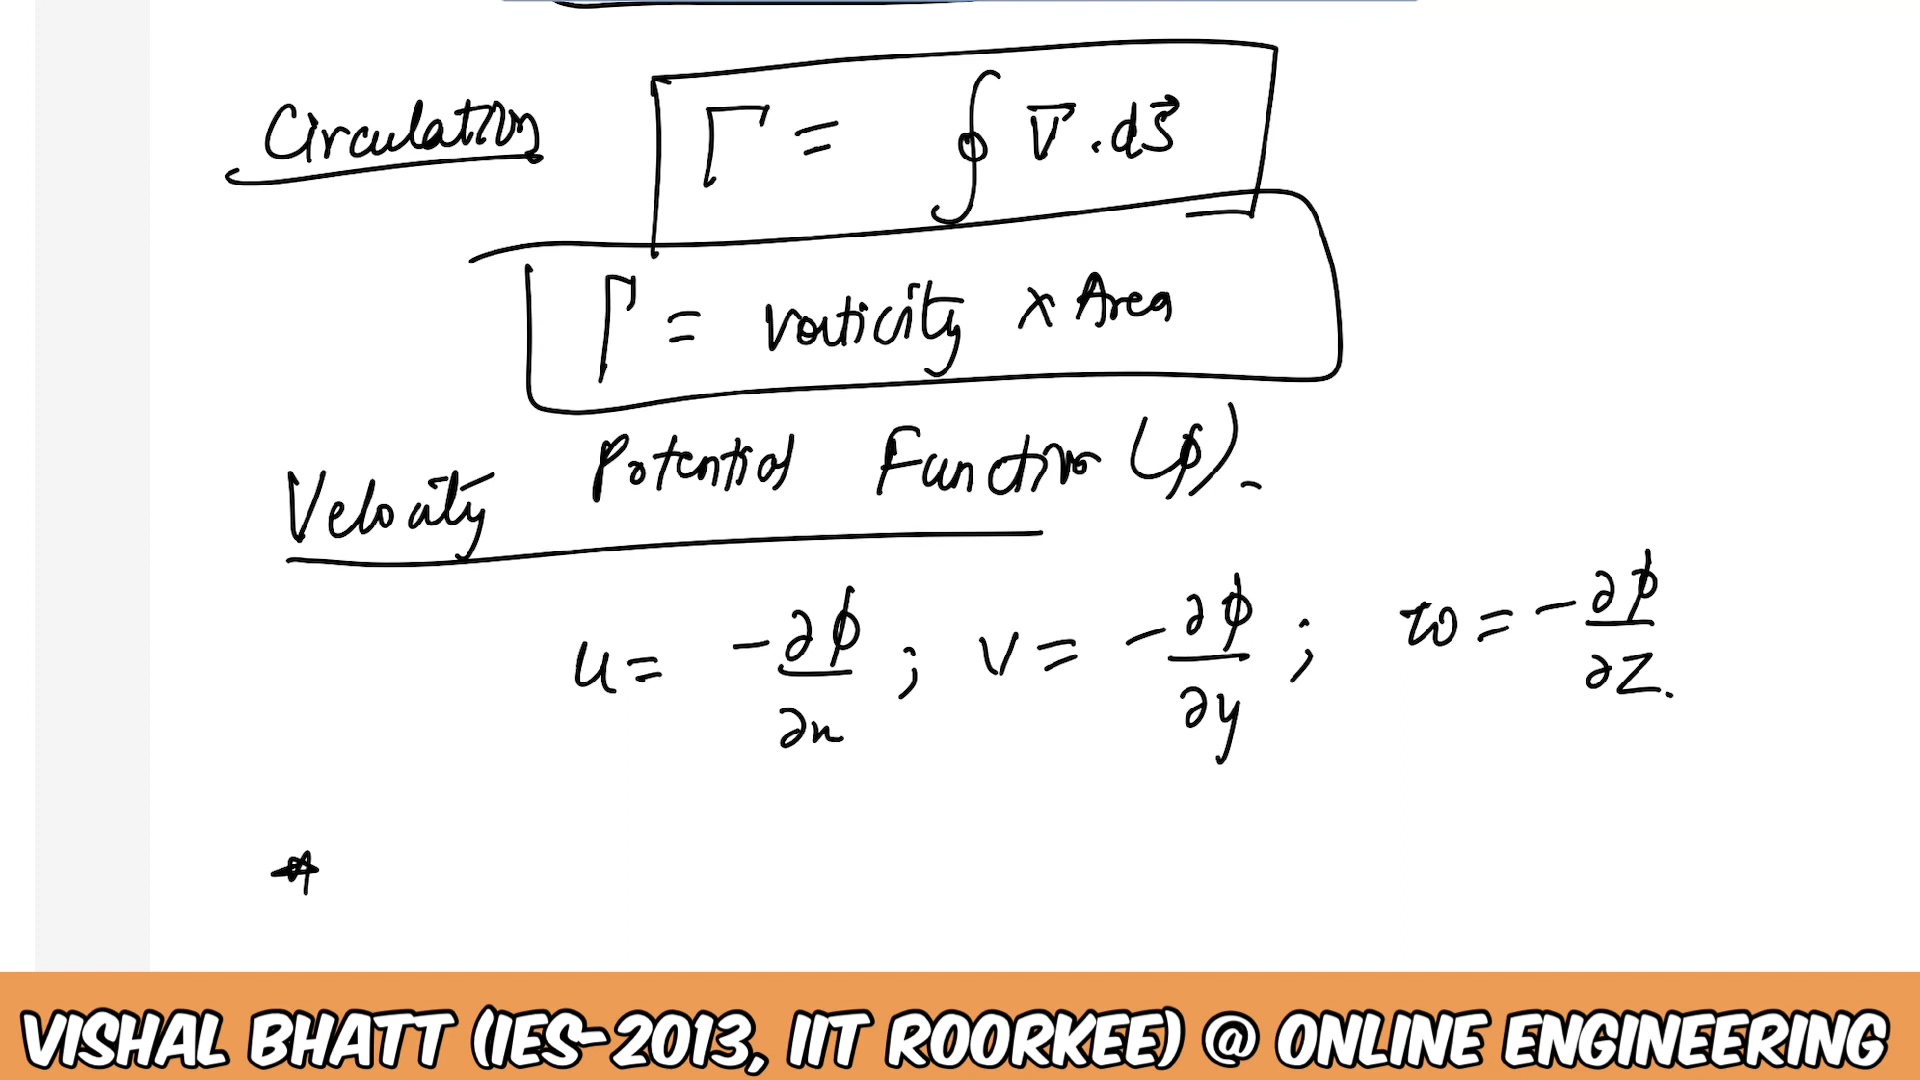 Circulation Γ = ∮ V⃗ . dS⃗
Γ = vorticity x Area
Velocity Potential Function (ϕ).
u = -∂ϕ/∂x ; v = -∂ϕ/∂y ; w = -∂ϕ/∂z.
*
VISHAL BHATT (IES-2013, IIT ROORKEE) @ ONLINE ENGINEERING